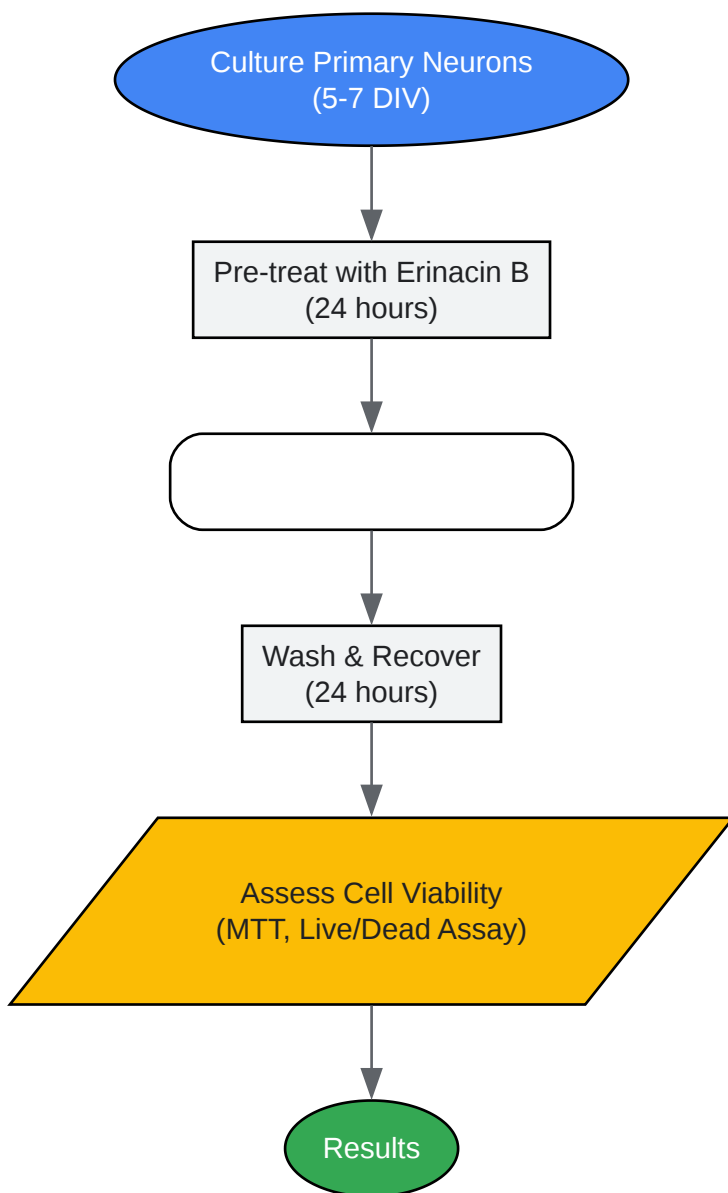 Culture Primary Neurons
(5-7 DIV)
Pre-treat with Erinacin B
(24 hours)
Wash & Recover
(24 hours)
Assess Cell Viability
(MTT, Live/Dead Assay)
Results